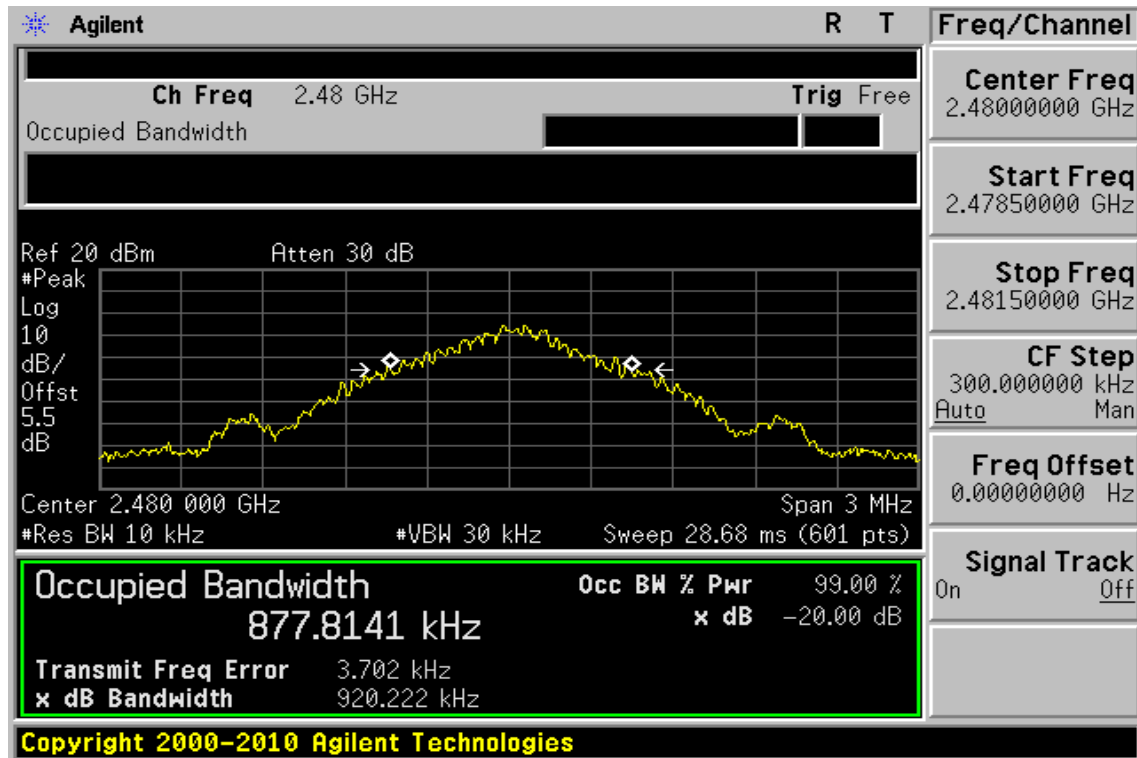 Agilent R T
Ch Freq 2.48 GHz Trig Free
Occupied Bandwidth
Ref 20 dBm Atten 30 dB
#Peak
Log
10
dB/
Offst
5.5
dB
Center 2.480 000 GHz Span 3 MHz
#Res BW 10 kHz #VBW 30 kHz Sweep 28.68 ms (601 pts)
Occupied Bandwidth Occ BW % Pwr 99.00 %
877.8141 kHz x dB -20.00 dB
Transmit Freq Error 3.702 kHz
x dB Bandwidth 920.222 kHz
Copyright 2000-2010 Agilent Technologies
Freq/Channel
Center Freq
2.48000000 GHz
Start Freq
2.47850000 GHz
Stop Freq
2.48150000 GHz
CF Step
300.000000 kHz
Auto Man
Freq Offset
0.00000000 Hz
Signal Track
On Off